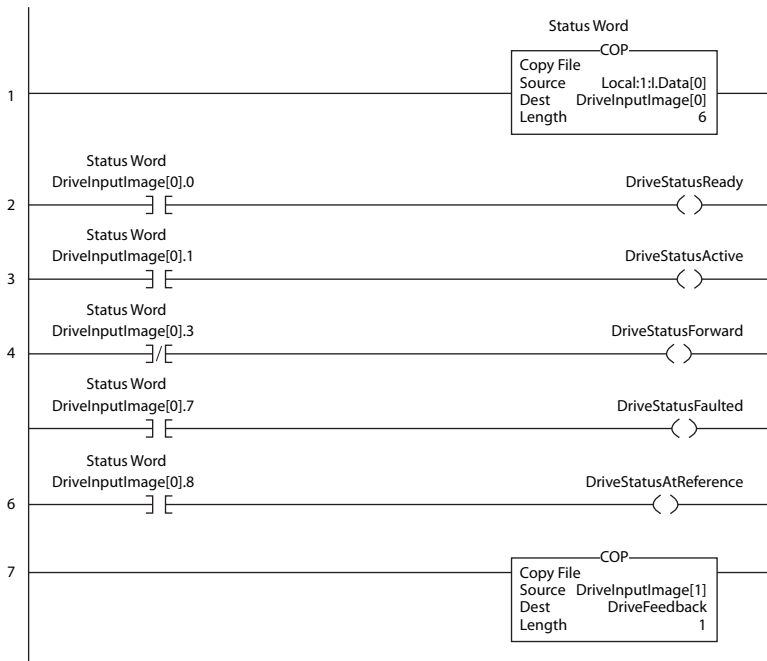 Status Word
COP
Copy File
1
Source Local:1:I.Data[0]
Dest DriveInputImage[0]
Length 6
Status Word
DriveInputImage[0].0 DriveStatusReady
2
Status Word
DriveInputImage[0].1 DriveStatusActive
3
Status Word
DriveInputImage[0].3 DriveStatusForward
4
Status Word
DriveInputImage[0].7 DriveStatusFaulted
Status Word
DriveInputImage[0].8 DriveStatusAtReference
6
COP
7
Copy File
Source DriveInputImage[1]
Dest DriveFeedback
Length 1